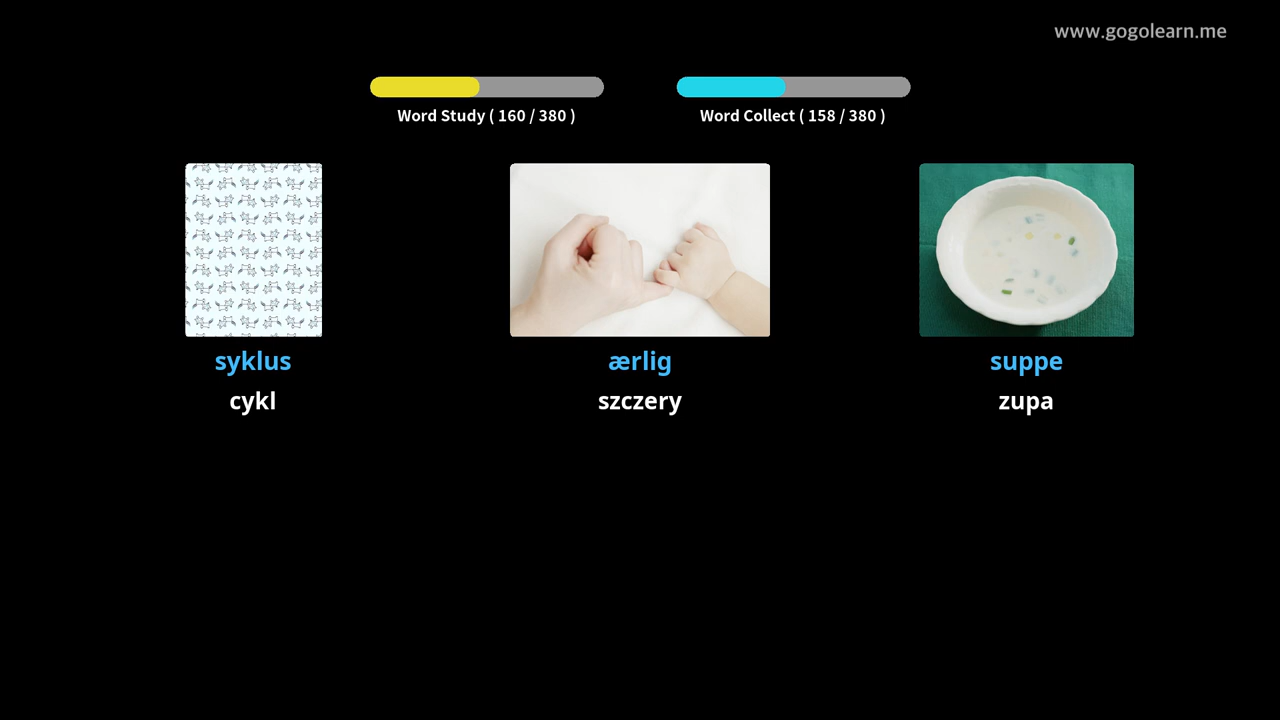 www.gogolearn.me
Word Study ( 160 / 380 )
Word Collect ( 158 / 380 )
syklus
cykl
ærlig
szczery
suppe
zupa